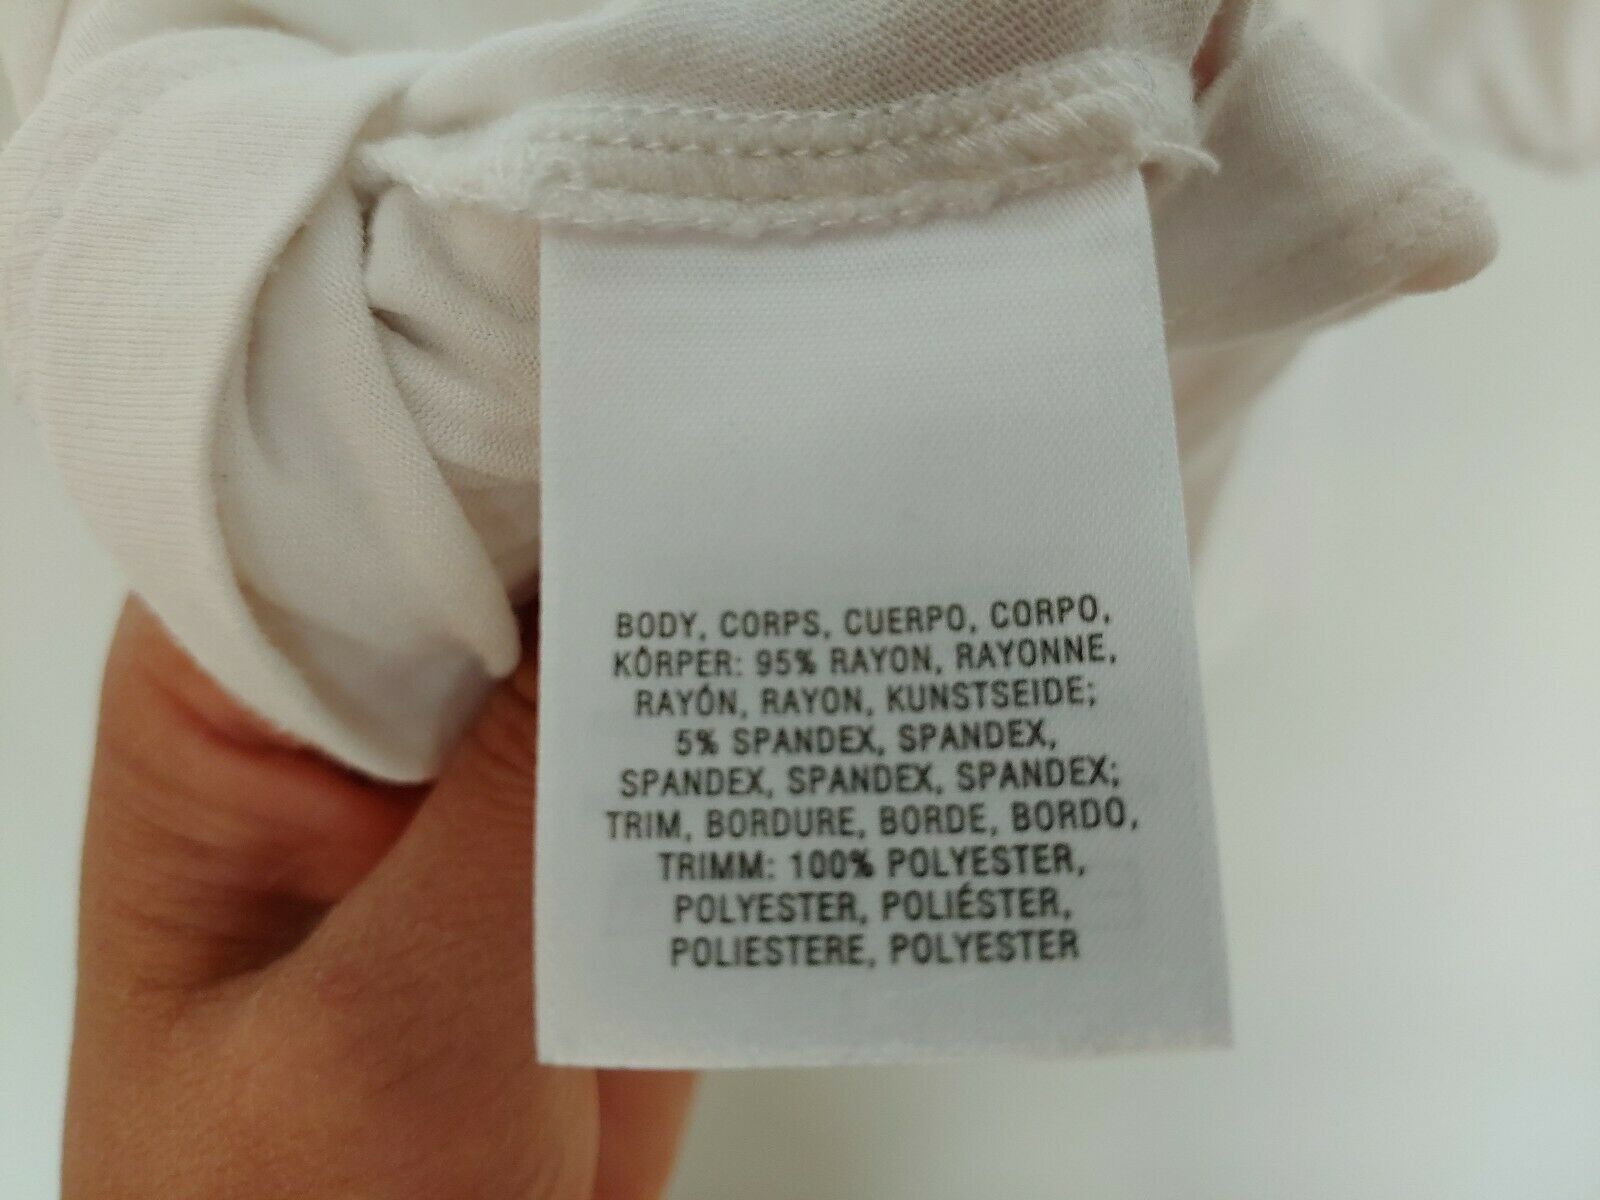 BODY, CORPS, CUERPO, CORPO,
KÔRPER: 95% RAYON, RAYONNE,
RAYÓN, RAYON, KUNSTSEIDE;
5% SPANDEX, SPANDEX,
SPANDEX, SPANDEX, SPANDEX;
TRIM, BORDURE, BORDE, BORDO,
TRIMM: 100% POLYESTER,
POLYESTER, POLIÉSTER,
POLIESTERE, POLYESTER